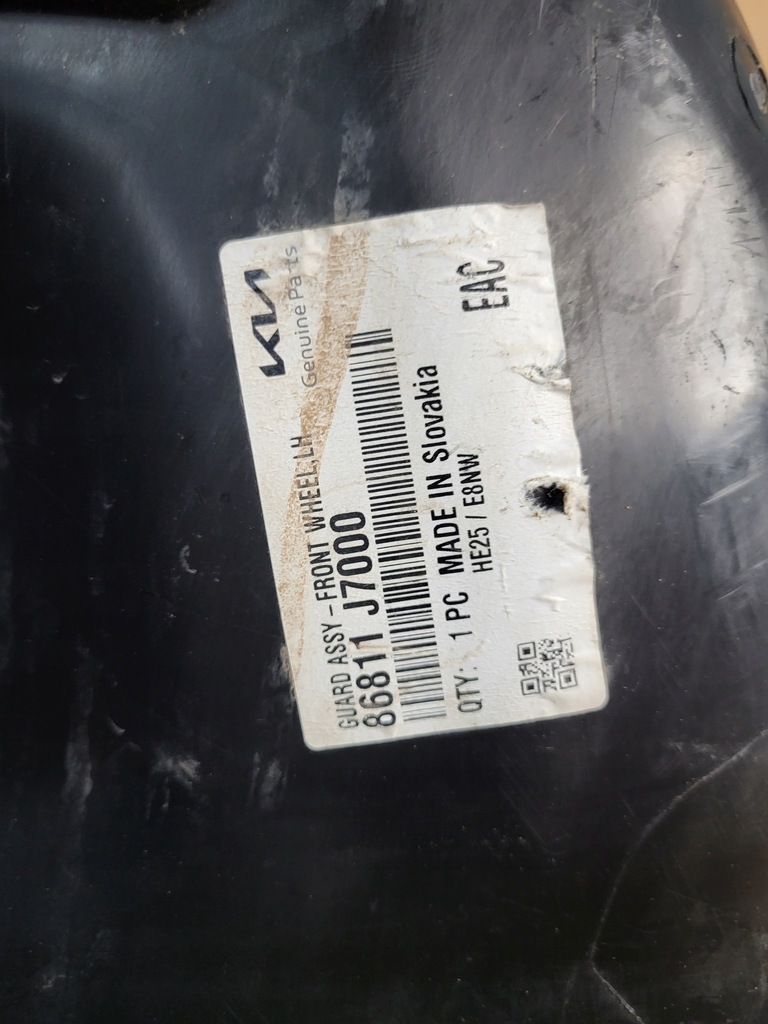 KIA
Genuine Parts
GUARD ASSY-FRONT WHEEL,LH
86811 J7000
QTY: 1 PC MADE IN Slovakia
HE25 / E8NW
EAC